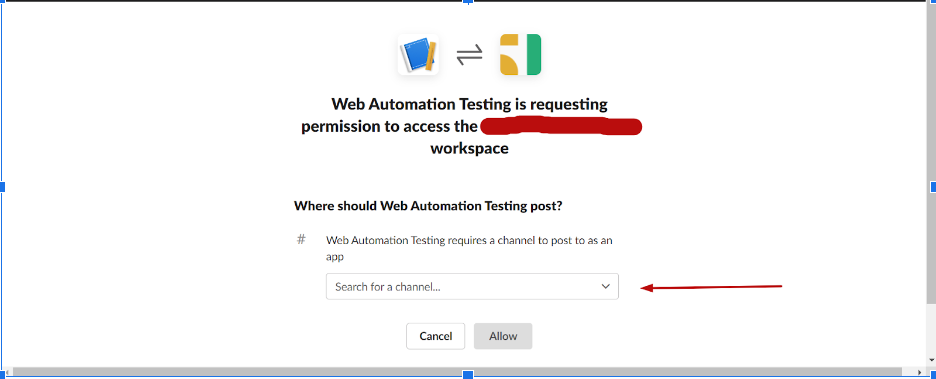 Web Automation Testing is requesting
permission to access the
workspace
Where should Web Automation Testing post?
# Web Automation Testing requires a channel to post to as an
app
Search for a channel...
Cancel Allow